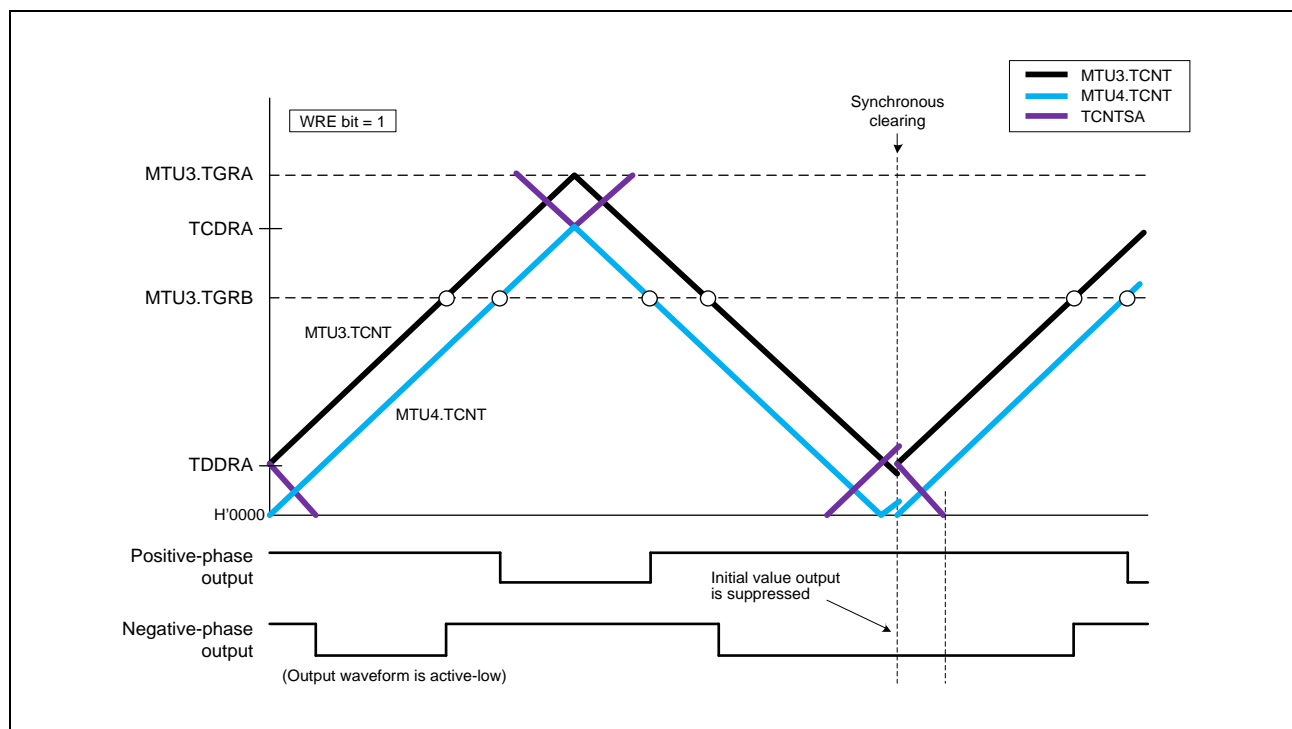 MTU3.TCNT
MTU4.TCNT
TCNTSA
Synchronous
clearing
WRE bit = 1
MTU3.TGRA
TCDRA
MTU3.TGRB
MTU3.TCNT
MTU4.TCNT
TDDRA
H'0000
Positive-phase
output
Initial value output
is suppressed
Negative-phase
output
(Output waveform is active-low)